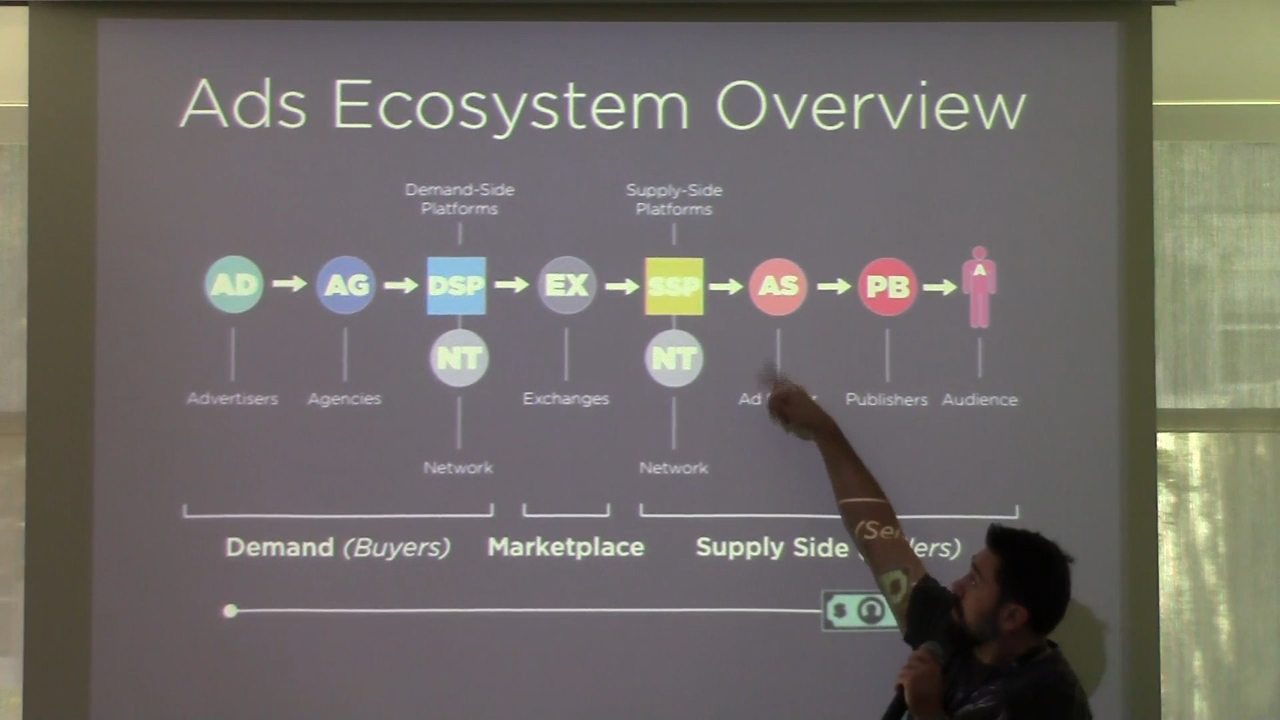 Ads Ecosystem Overview
Demand-Side
Platforms
Supply-Side
Platforms
AD
AG
DSP
EX
SSP
AS
PB
A
NT
NT
Advertisers
Agencies
Exchanges
Ad
Publishers
Audience
Network
Network
Demand (Buyers)
Marketplace
Supply Side (Sellers)
$